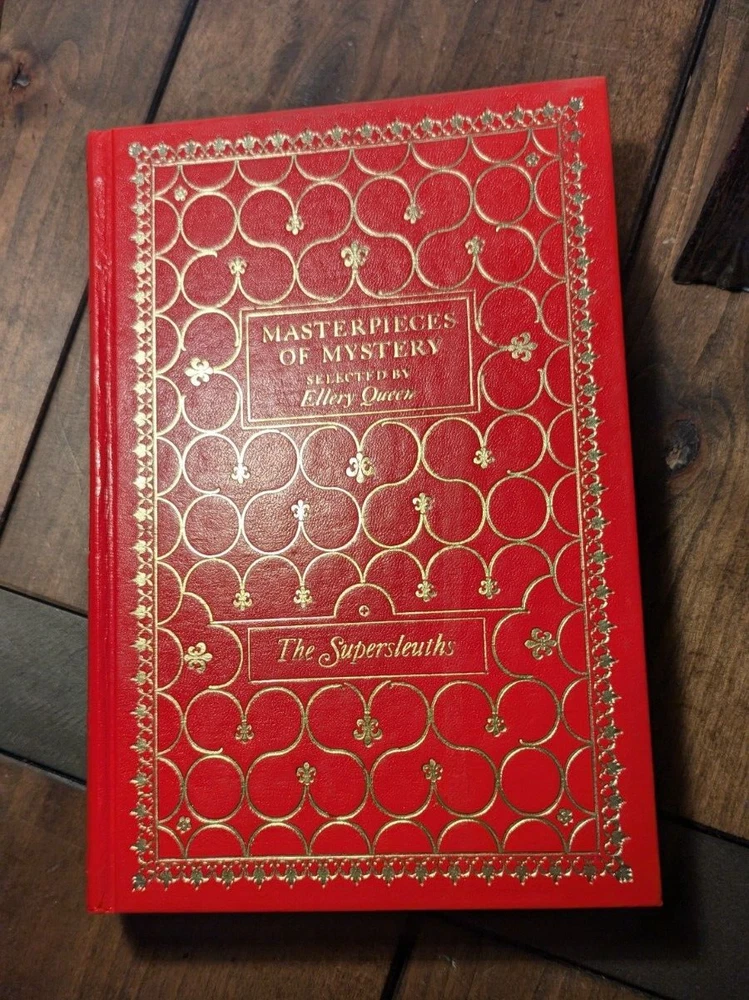 MASTERPIECES
OF MYSTERY
SELECTED BY
Ellery Queen
The Supersleuths